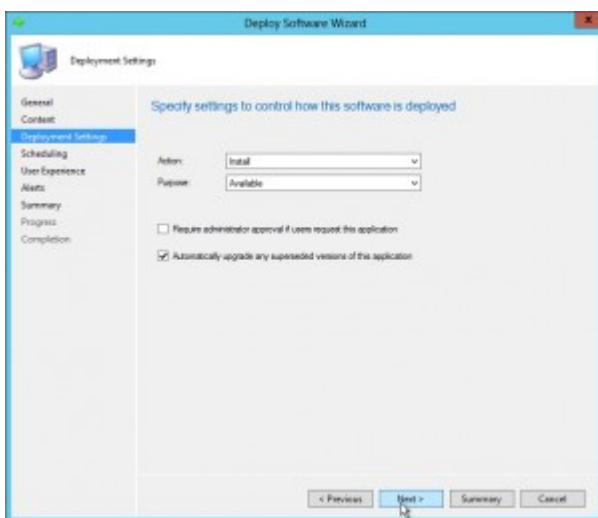 Deploy Software Wizard
x
Deployment Settings
General
Content
Deployment Settings
Scheduling
User Experience
Alerts
Summary
Progress
Completion
Specify settings to control how this software is deployed
Action:
Install
Purpose:
Available
Require administrator approval if users request this application
Automatically upgrade any superseded versions of this application
< Previous
Next >
Summary
Cancel